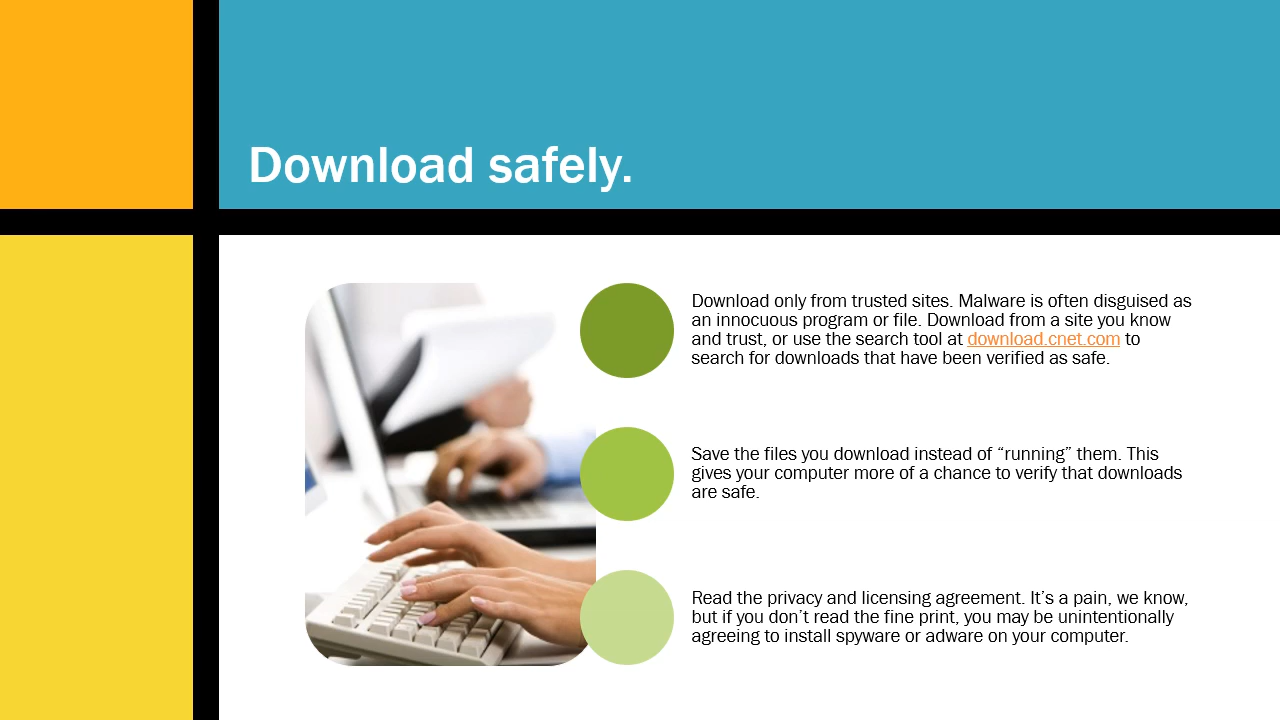 Download safely.
Download only from trusted sites. Malware is often disguised as
an innocuous program or file. Download from a site you know
and trust, or use the search tool at download.cnet.com to
search for downloads that have been verified as safe.
Save the files you download instead of “running” them. This
gives your computer more of a chance to verify that downloads
are safe.
Read the privacy and licensing agreement. It’s a pain, we know,
but if you don’t read the fine print, you may be unintentionally
agreeing to install spyware or adware on your computer.